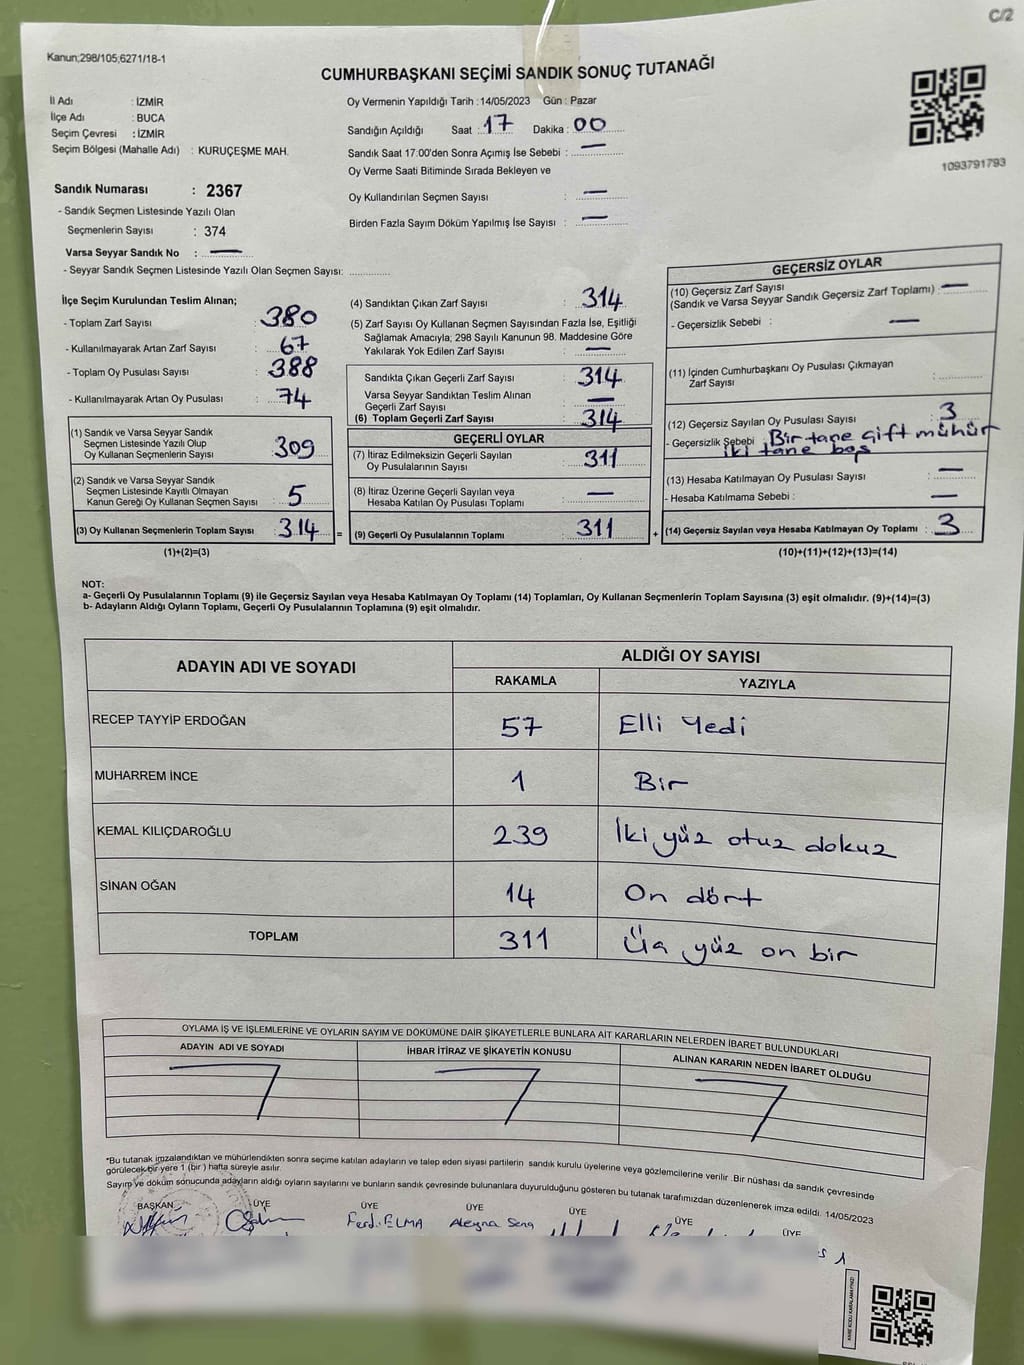 C/2
Kanun;298/105;6271/18-1
CUMHURBAŞKANI SEÇİMİ SANDIK SONUÇ TUTANAĞI
İl Adı : İZMİR
İlçe Adı : BUCA
Seçim Çevresi : İZMİR
Seçim Bölgesi (Mahalle Adı) : KURUÇEŞME MAH.
Oy Vermenin Yapıldığı Tarih : 14/05/2023 Gün : Pazar
Sandığın Açıldığı Saat : 17 Dakika : 00
Sandık Saat 17:00'den Sonra Açımış İse Sebebi : —
Oy Verme Saati Bitiminde Sırada Bekleyen ve
Oy Kullandırılan Seçmen Sayısı : —
Birden Fazla Sayım Döküm Yapılmış İse Sayısı : —
1093791793
Sandık Numarası : 2367
- Sandık Seçmen Listesinde Yazılı Olan
Seçmenlerin Sayısı : 374
Varsa Seyyar Sandık No : —
- Seyyar Sandık Seçmen Listesinde Yazılı Olan Seçmen Sayısı: ............
İlçe Seçim Kurulundan Teslim Alınan;
- Toplam Zarf Sayısı : 380
- Kullanılmayarak Artan Zarf Sayısı : 67
- Toplam Oy Pusulası Sayısı : 388
- Kullanılmayarak Artan Oy Pusulası : 74
(1) Sandık ve Varsa Seyyar Sandık
Seçmen Listesinde Yazılı Olup
Oy Kullanan Seçmenlerin Sayısı : 309
(2) Sandık ve Varsa Seyyar Sandık
Seçmen Listesinde Kayıtlı Olmayan
Kanun Gereği Oy Kullanan Seçmen Sayısı : 5
(3) Oy Kullanan Seçmenlerin Toplam Sayısı : 314 =
(1)+(2)=(3)
(4) Sandıktan Çıkan Zarf Sayısı : 314
(5) Zarf Sayısı Oy Kullanan Seçmen Sayısından Fazla İse, Eşitliği
Sağlamak Amacıyla; 298 Sayılı Kanunun 98. Maddesine Göre
Yakılarak Yok Edilen Zarf Sayısı : —
Sandıkta Çıkan Geçerli Zarf Sayısı : 314
Varsa Seyyar Sandıktan Teslim Alınan
Geçerli Zarf Sayısı : —
(6) Toplam Geçerli Zarf Sayısı : 314
GEÇERLİ OYLAR
(7) İtiraz Edilmeksizin Geçerli Sayılan
Oy Pusulalarının Sayısı : 311
(8) İtiraz Üzerine Geçerli Sayılan veya
Hesaba Katılan Oy Pusulası Toplamı : —
(9) Geçerli Oy Pusulalarının Toplamı : 311 +
GEÇERSİZ OYLAR
(10) Geçersiz Zarf Sayısı
(Sandık ve Varsa Seyyar Sandık Geçersiz Zarf Toplamı) : —
- Geçersizlik Sebebi : —
(11) İçinden Cumhurbaşkanı Oy Pusulası Çıkmayan
Zarf Sayısı : ............
(12) Geçersiz Sayılan Oy Pusulası Sayısı : 3
- Geçersizlik Sebebi : Bir tane çift mühür
iki tane boş
(13) Hesaba Katılmayan Oy Pusulası Sayısı : —
- Hesaba Katılmama Sebebi : —
(14) Geçersiz Sayılan veya Hesaba Katılmayan Oy Toplamı : 3
(10)+(11)+(12)+(13)=(14)
NOT:
a- Geçerli Oy Pusulalarının Toplamı (9) ile Geçersiz Sayılan veya Hesaba Katılmayan Oy Toplamı (14) Toplamları, Oy Kullanan Seçmenlerin Toplam Sayısına (3) eşit olmalıdır. (9)+(14)=(3)
b- Adayların Aldığı Oyların Toplamı, Geçerli Oy Pusulalarının Toplamına (9) eşit olmalıdır.
ADAYIN ADI VE SOYADI ALDIĞI OY SAYISI
RAKAMLA YAZIYLA
RECEP TAYYİP ERDOĞAN 57 Elli Yedi
MUHARREM İNCE 1 Bir
KEMAL KILIÇDAROĞLU 239 İki yüz otuz dokuz
SİNAN OĞAN 14 On dört
TOPLAM 311 Üç yüz on bir
OYLAMA İŞ VE İŞLEMLERİNE VE OYLARIN SAYIM VE DÖKÜMÜNE DAİR ŞİKAYETLERLE BUNLARA AİT KARARLARIN NELERDEN İBARET BULUNDUKLARI
ADAYIN ADI VE SOYADI İHBAR İTİRAZ VE ŞİKAYETİN KONUSU ALINAN KARARIN NEDEN İBARET OLDUĞU
*Bu tutanak imzalandıktan ve mühürlendikten sonra seçime katılan adayların ve talep eden siyasi partilerin sandık kurulu üyelerine veya gözlemcilerine verilir .Bir nüshası da sandık çevresinde
görülecek bir yere 1 (bir ) hafta süreyle asılır.
Sayım ve döküm sonucunda adayların aldığı oyların sayılarını ve bunların sandık çevresinde bulunanlara duyurulduğunu gösteren bu tutanak tarafımızdan düzenlenerek imza edildi. 14/05/2023
BAŞKAN ÜYE ÜYE ÜYE ÜYE ÜYE ÜYE
Ferdi ELMA Aleyna